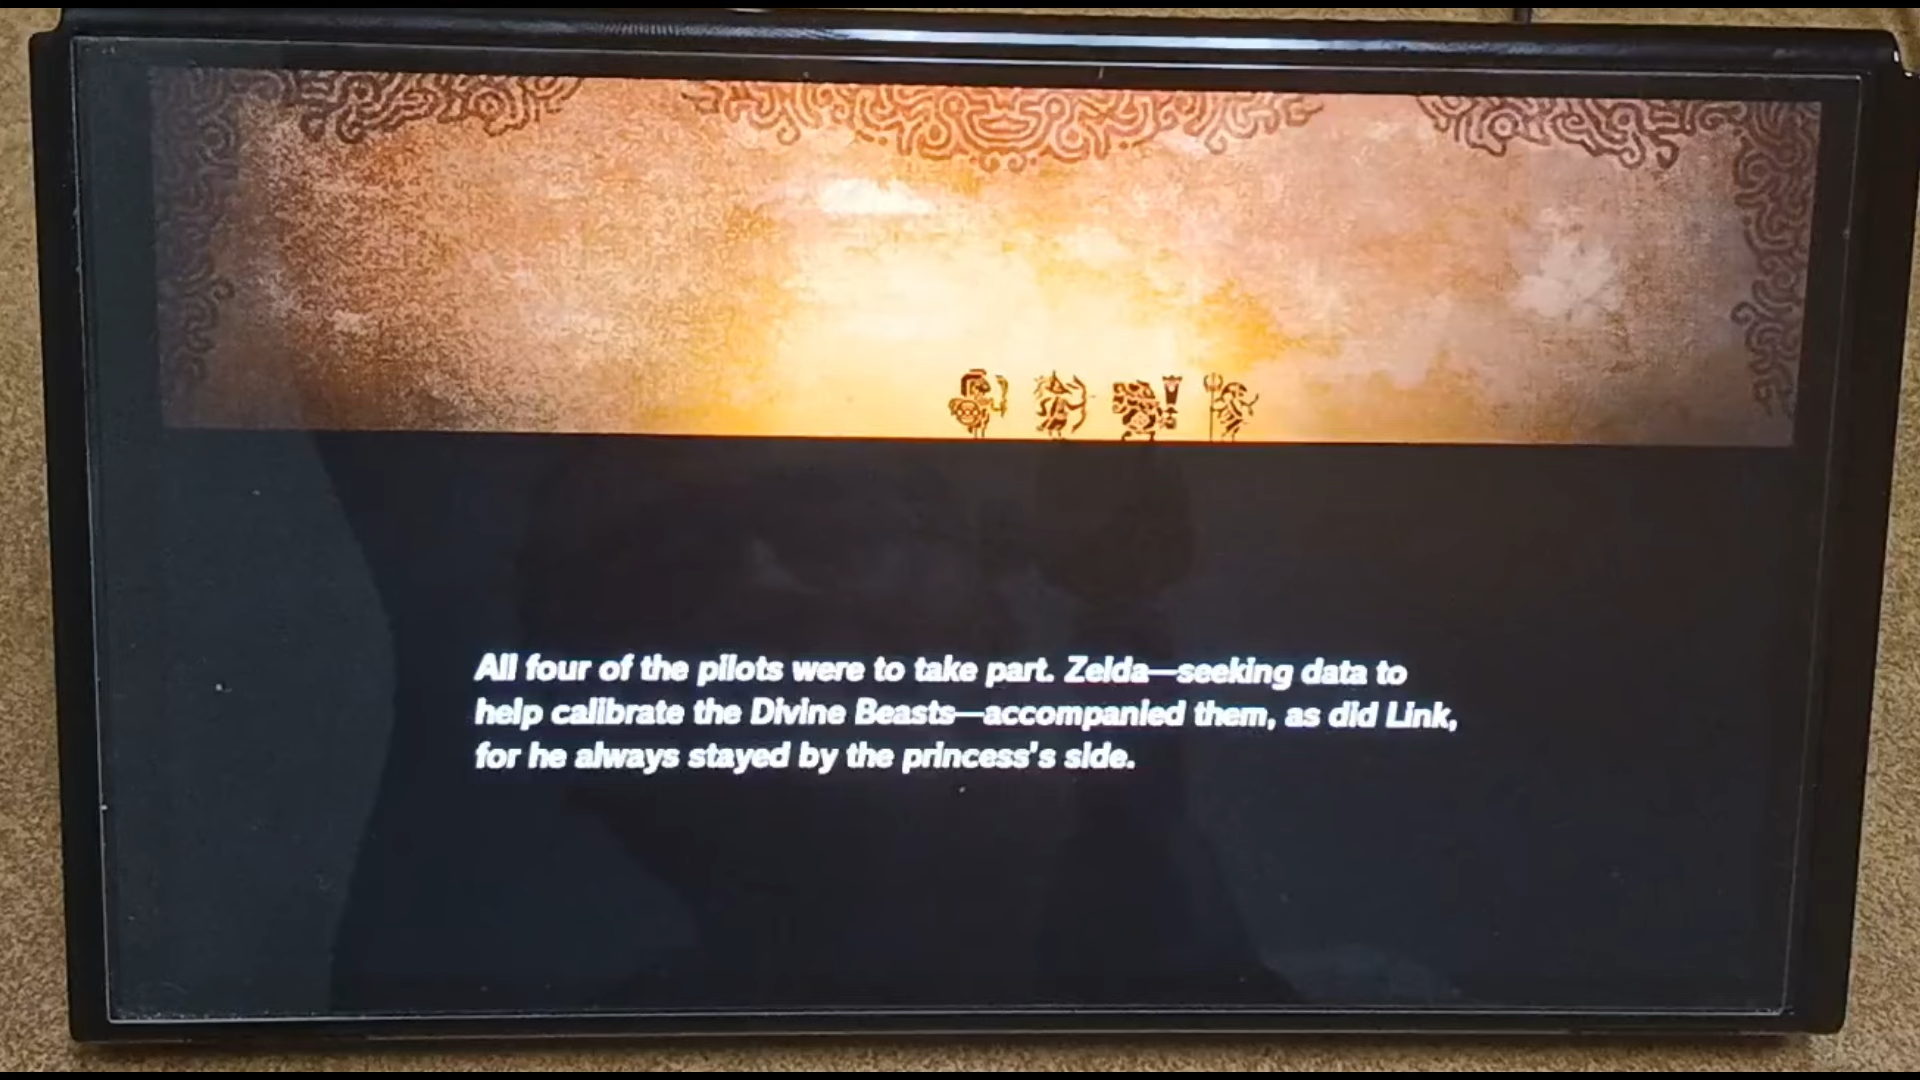 All four of the pilots were to take part. Zelda—seeking data to
help calibrate the Divine Beasts—accompanied them, as did Link,
for he always stayed by the princess's side.